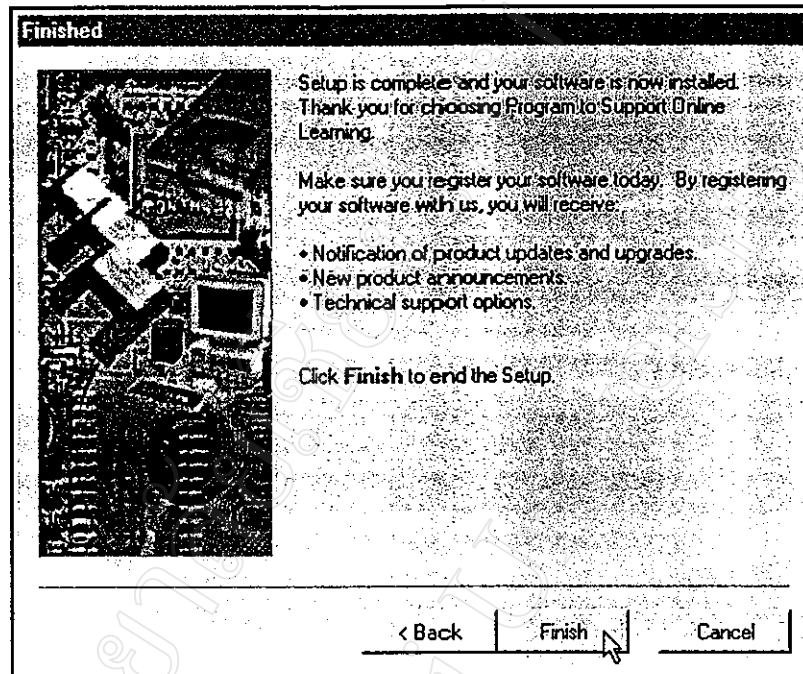 Finished
Setup is complete and your software is now installed.
Thank you for choosing Program to Support Online
Learning.
Make sure you register your software today. By registering
your software with us, you will receive:
• Notification of product updates and upgrades.
• New product announcements.
• Technical support options.
Click Finish to end the Setup.
< Back
Finish
Cancel